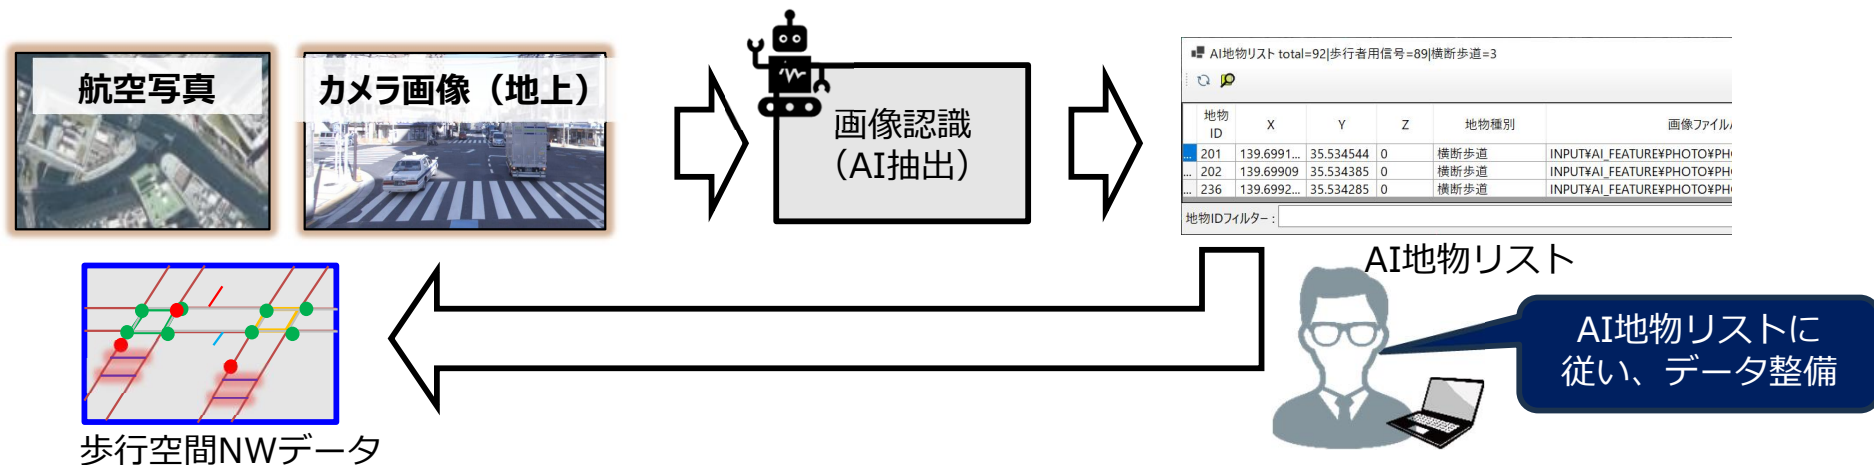 航空写真
カメラ画像（地上）
画像認識
（AI抽出）
AI地物リスト total=92|歩行者用信号=89|横断歩道=3
地物ID X Y Z 地物種別 画像ファイル
... 201 139.6991... 35.534544 0 横断歩道 INPUT¥AI_FEATURE¥PHOTO¥PH
... 202 139.69909 35.534385 0 横断歩道 INPUT¥AI_FEATURE¥PHOTO¥PH
... 236 139.6992... 35.534285 0 横断歩道 INPUT¥AI_FEATURE¥PHOTO¥PH
地物IDフィルター :
AI地物リスト
AI地物リストに
従い、データ整備
歩行空間NWデータ